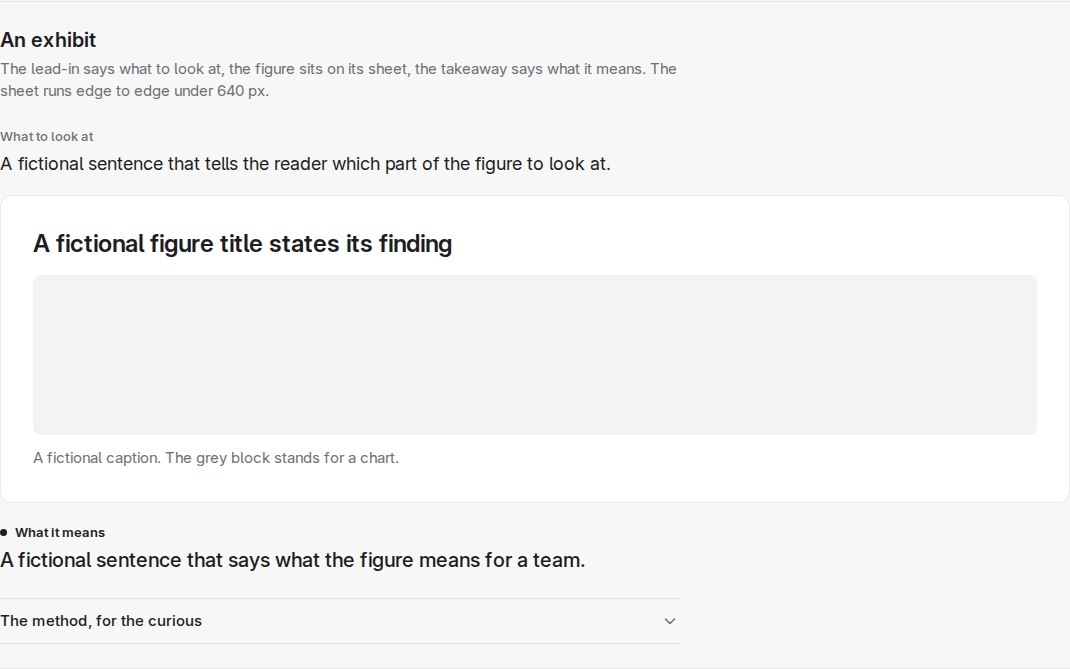 An exhibit
The lead-in says what to look at, the figure sits on its sheet, the takeaway says what it means. The
sheet runs edge to edge under 640 px.
What to look at
A fictional sentence that tells the reader which part of the figure to look at.
A fictional figure title states its finding
A fictional caption. The grey block stands for a chart.
What it means
A fictional sentence that says what the figure means for a team.
The method, for the curious